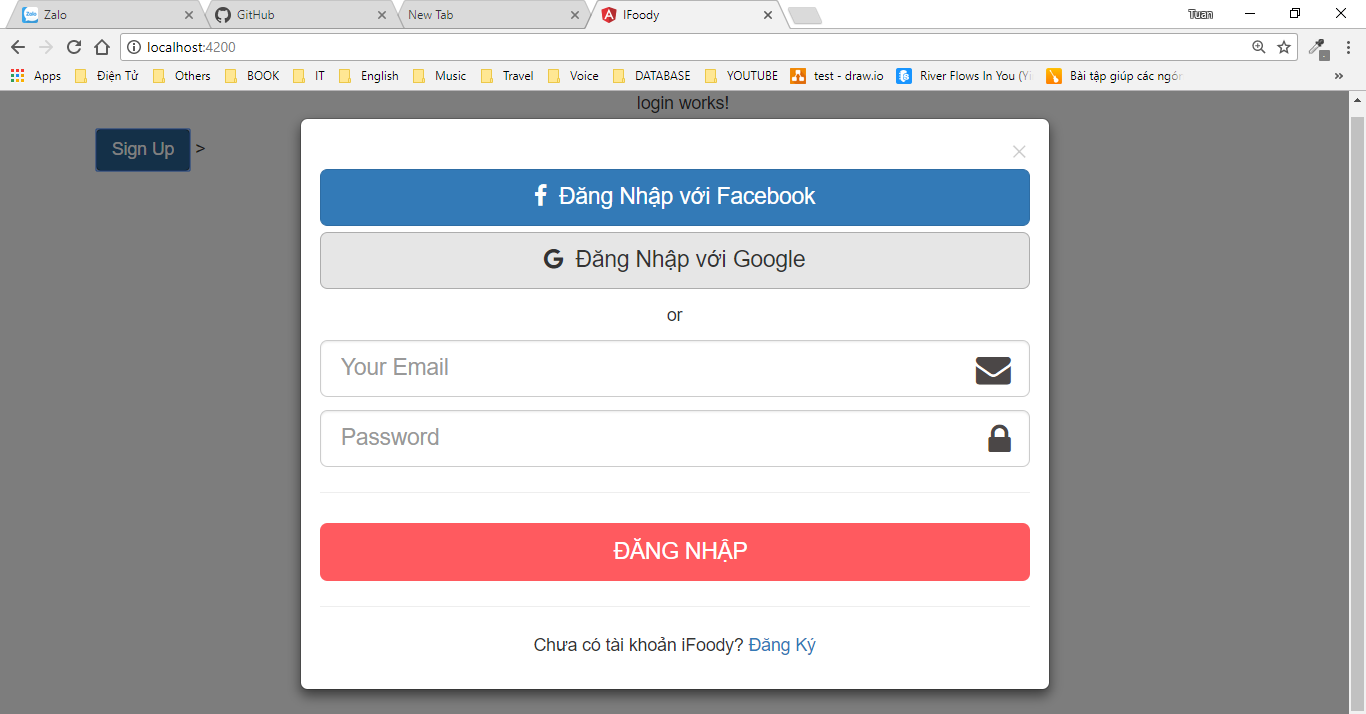 Zalo GitHub New Tab IFoody Tuan
localhost:4200
Apps Điện Tử Others BOOK IT English Music Travel Voice DATABASE YOUTUBE test - draw.io River Flows In You (Yi Bài tập giúp các ngón »
login works!
Sign Up >
×
Đăng Nhập với Facebook
G Đăng Nhập với Google
or
Your Email
Password
ĐĂNG NHẬP
Chưa có tài khoản iFoody? Đăng Ký